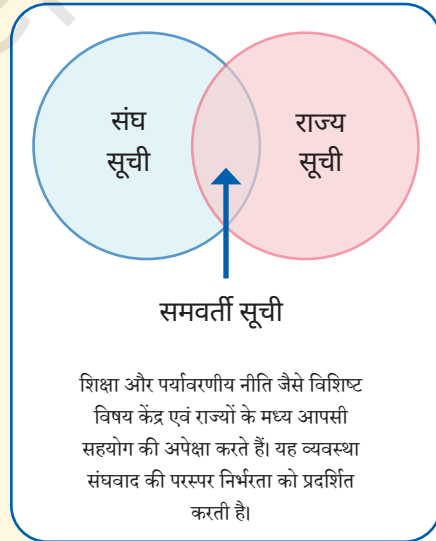 संघ
सूची
राज्य
सूची
समवर्ती सूची
शिक्षा और पर्यावरणीय नीति जैसे विशिष्ट
विषय केंद्र एवं राज्यों के मध्य आपसी
सहयोग की अपेक्षा करते हैं। यह व्यवस्था
संघवाद की परस्पर निर्भरता को प्रदर्शित
करती है।